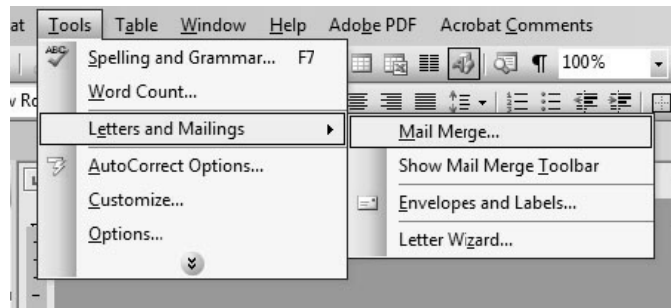 at Tools Table Window Help Adobe PDF Acrobat Comments
ABC Spelling and Grammar... F7
100%
Word Count...
Letters and Mailings
Mail Merge...
AutoCorrect Options...
Show Mail Merge Toolbar
Customize...
Envelopes and Labels...
Options...
Letter Wizard...